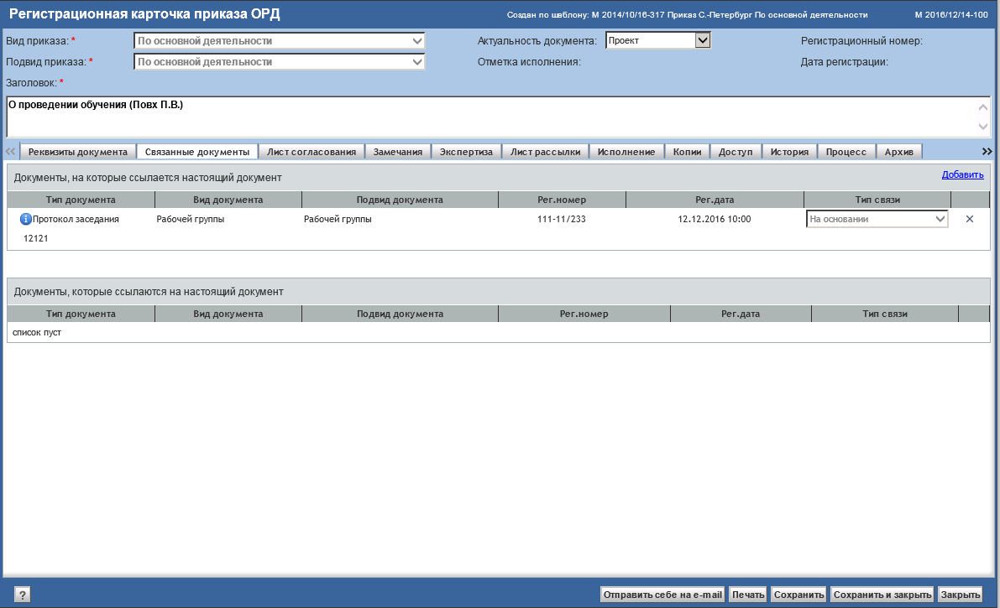 Регистрационная карточка приказа ОРД Создан по шаблону: М 2014/10/16-317 Приказ С.-Петербург По основной деятельности М 2016/12/14-100
Вид приказа: * По основной деятельности Актуальность документа: Проект Регистрационный номер:
Подвид приказа: * По основной деятельности Отметка исполнения: Дата регистрации:
Заголовок: *
О проведении обучения (Повх П.В.)
Реквизиты документа Связанные документы Лист согласования Замечания Экспертиза Лист рассылки Исполнение Копии Доступ История Процесс Архив
Документы, на которые ссылается настоящий документ Добавить
Тип документа Вид документа Подвид документа Рег.номер Рег.дата Тип связи
Протокол заседания Рабочей группы Рабочей группы 111-11/233 12.12.2016 10:00 На основании
12121
Документы, которые ссылаются на настоящий документ
Тип документа Вид документа Подвид документа Рег.номер Рег.дата Тип связи
список пуст
? Отправить себе на e-mail Печать Сохранить Сохранить и закрыть Закрыть